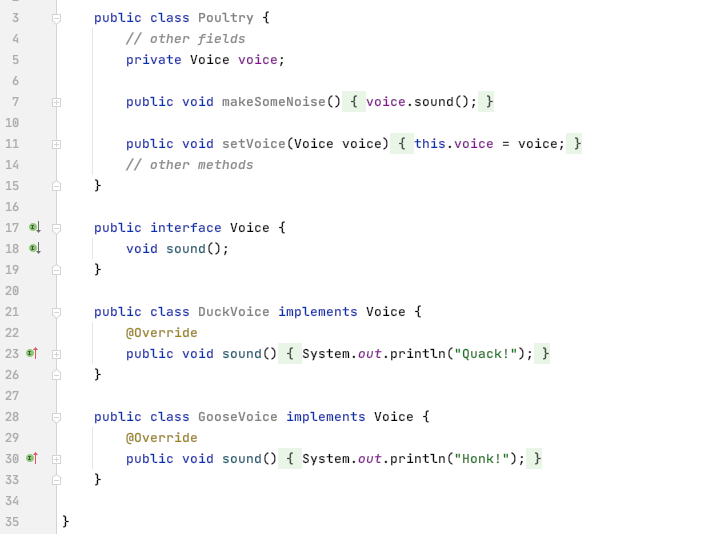 3 public class Poultry {
4 // other fields
5 private Voice voice;
6
7 public void makeSomeNoise() { voice.sound(); }
10
11 public void setVoice(Voice voice) { this.voice = voice; }
14 // other methods
15 }
16
17 public interface Voice {
18 void sound();
19 }
20
21 public class DuckVoice implements Voice {
22 @Override
23 public void sound() { System.out.println("Quack!"); }
26 }
27
28 public class GooseVoice implements Voice {
29 @Override
30 public void sound() { System.out.println("Honk!"); }
33 }
34
35 }